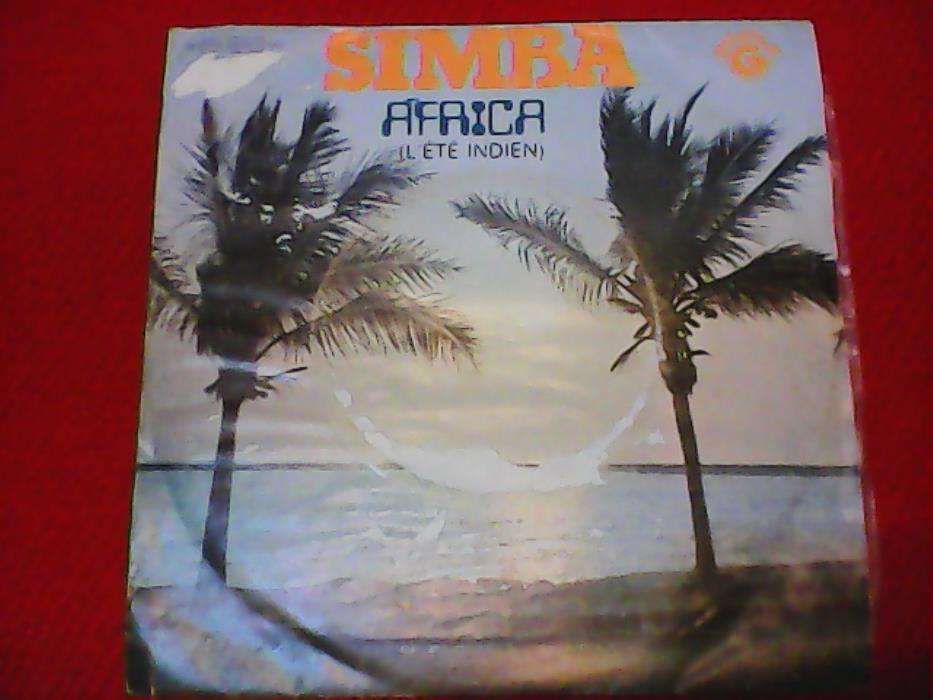 SIMBA
AFRICA
(L'ÉTÉ INDIEN)
G